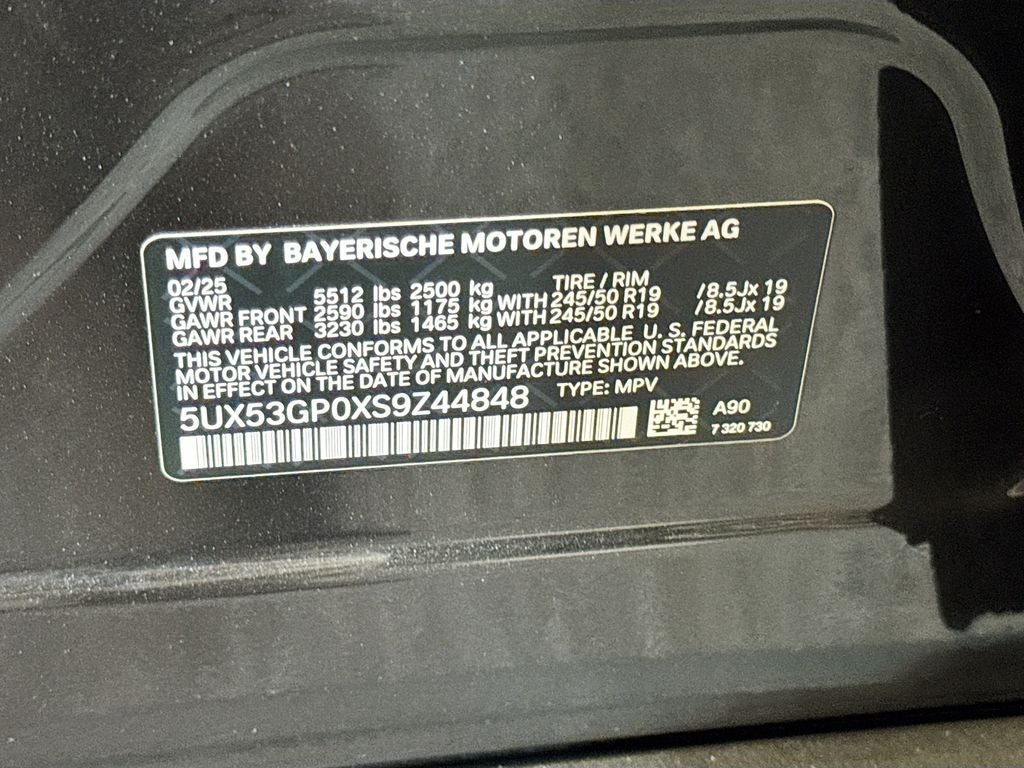 MFD BY BAYERISCHE MOTOREN WERKE AG
02/25 TIRE / RIM
GVWR 5512 lbs 2500 kg
GAWR FRONT 2590 lbs 1175 kg WITH 245/50 R19 /8.5Jx 19
GAWR REAR 3230 lbs 1465 kg WITH 245/50 R19 /8.5Jx 19
THIS VEHICLE CONFORMS TO ALL APPLICABLE U. S. FEDERAL
MOTOR VEHICLE SAFETY AND THEFT PREVENTION STANDARDS
IN EFFECT ON THE DATE OF MANUFACTURE SHOWN ABOVE.
TYPE: MPV
5UX53GP0XS9Z44848
A90
7 320 730